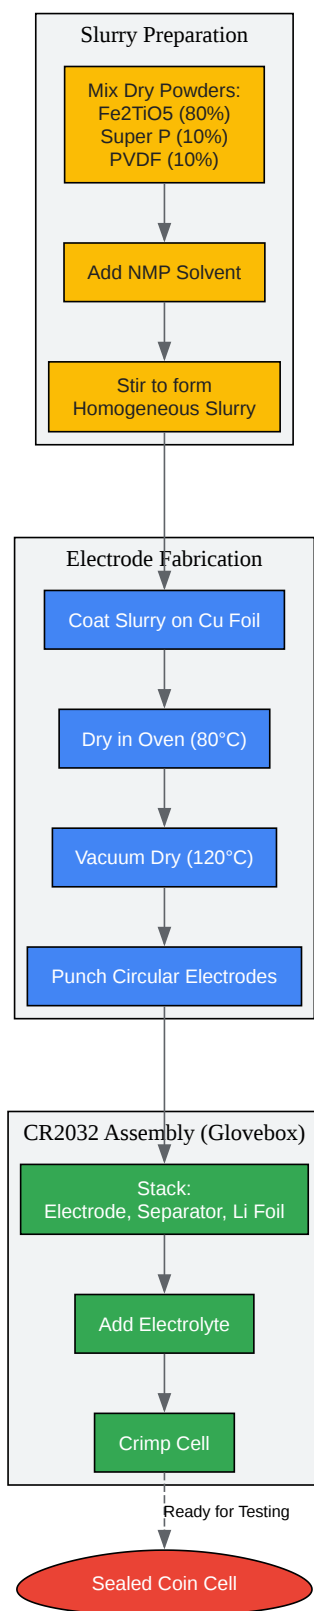 Slurry Preparation
Mix Dry Powders:
Fe2TiO5 (80%)
Super P (10%)
PVDF (10%)
Add NMP Solvent
Stir to form
Homogeneous Slurry
Electrode Fabrication
Coat Slurry on Cu Foil
Dry in Oven (80°C)
Vacuum Dry (120°C)
Punch Circular Electrodes
CR2032 Assembly (Glovebox)
Stack:
Electrode, Separator, Li Foil
Add Electrolyte
Crimp Cell
Ready for Testing
Sealed Coin Cell